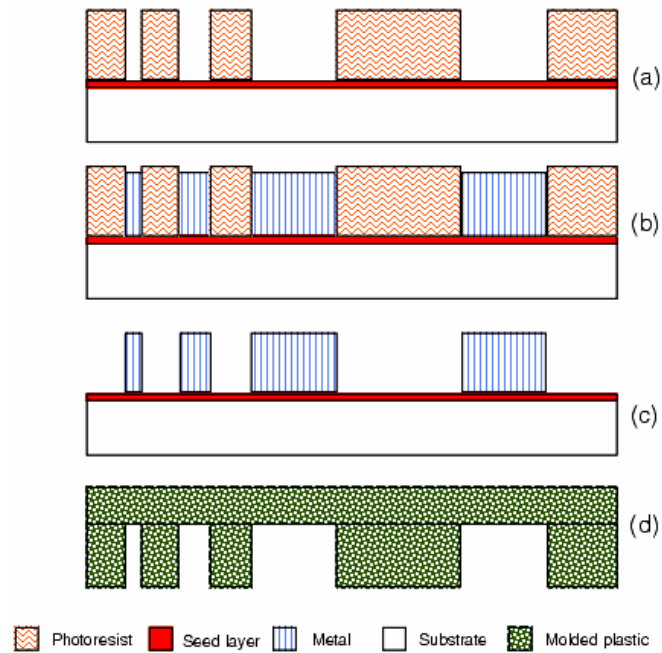 (a)
(b)
(c)
(d)
Photoresist Seed layer Metal Substrate Molded plastic